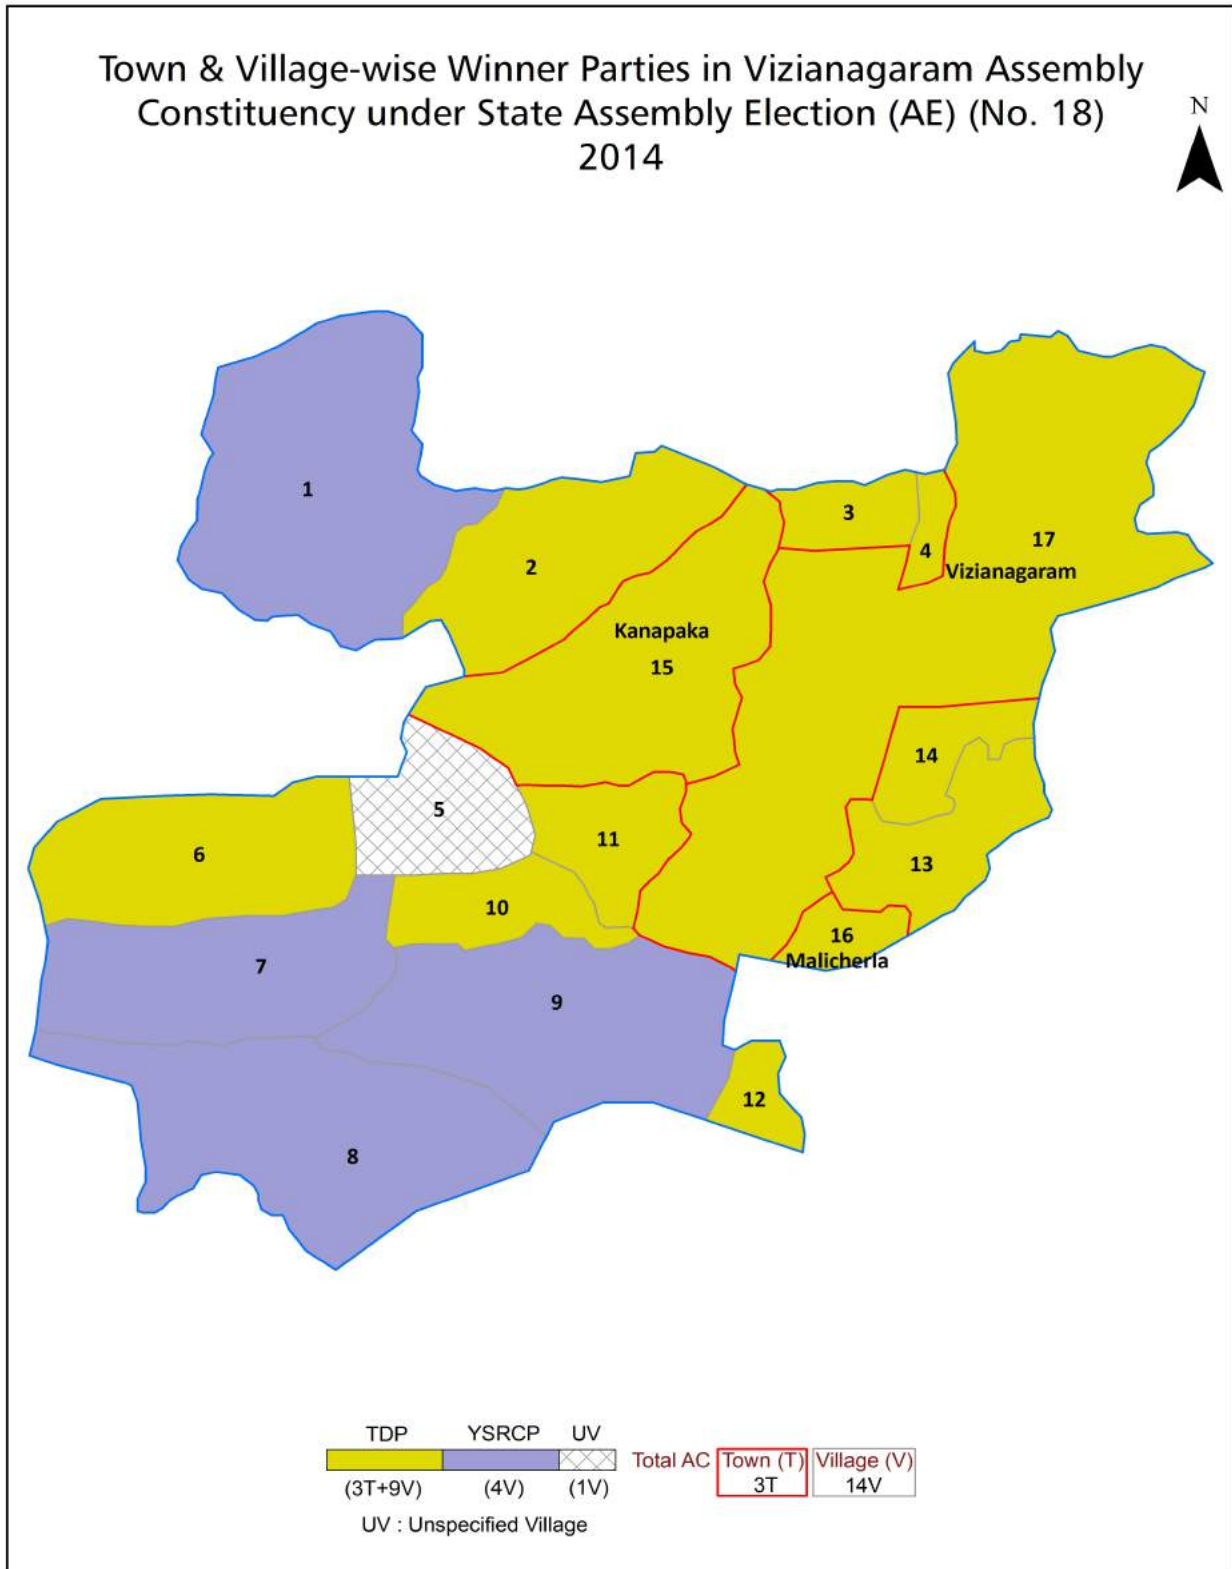 Town & Village-wise Winner Parties in Vizianagaram Assembly
Constituency under State Assembly Election (AE) (No. 18)
2014
N
1
2
3
4
17
Vizianagaram
Kanapaka
15
14
5
11
6
13
10
16
Malicherla
7
9
12
8
TDP YSRCP UV
Total AC Town (T) Village (V)
3T 14V
(3T+9V) (4V) (1V)
UV : Unspecified Village